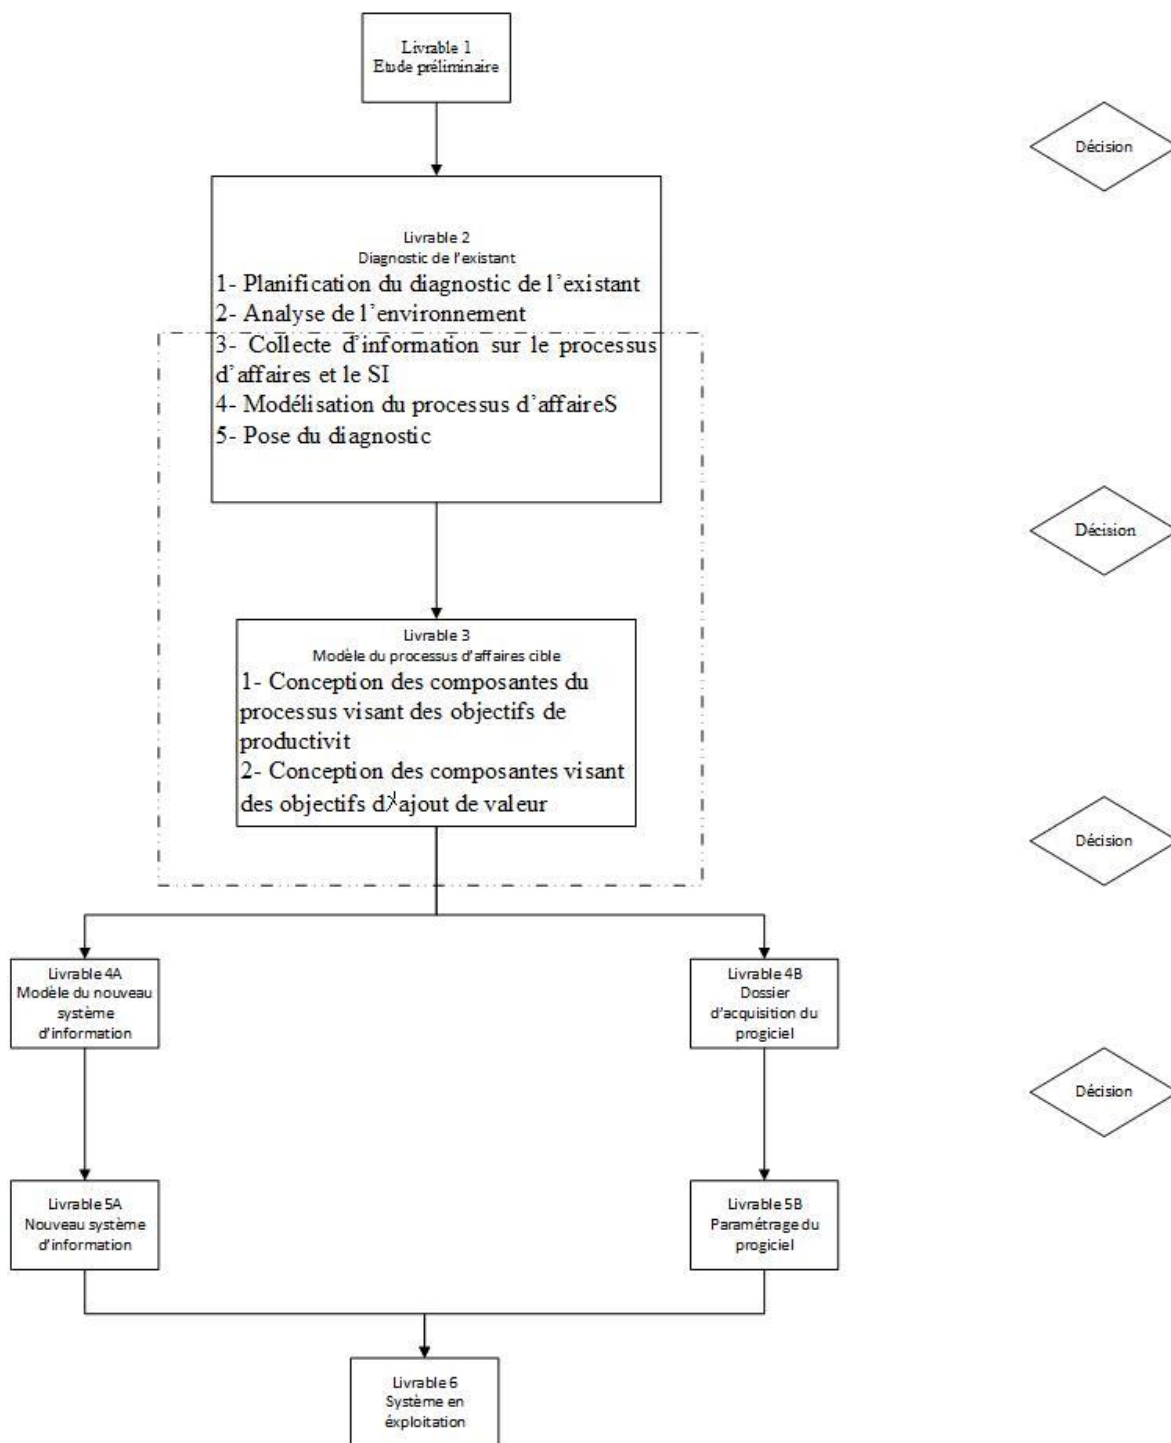 Livrable 1
Etude préliminaire
Décision
Livrable 2
Diagnostic de l'existant
1- Planification du diagnostic de l'existant
2- Analyse de l'environnement
3- Collecte d'information sur le processus
d'affaires et le SI
4- Modélisation du processus d'affaireS
5- Pose du diagnostic
Décision
Livrable 3
Modèle du processus d'affaires cible
1- Conception des composantes du
processus visant des objectifs de
productivit
2- Conception des composantes visant
des objectifs d'ajout de valeur
Décision
Livrable 4A
Modèle du nouveau
système
d'information
Livrable 4B
Dossier
d'acquisition du
progiciel
Décision
Livrable 5A
Nouveau système
d'information
Livrable 5B
Paramétrage du
progiciel
Livrable 6
Système en
éxploitation